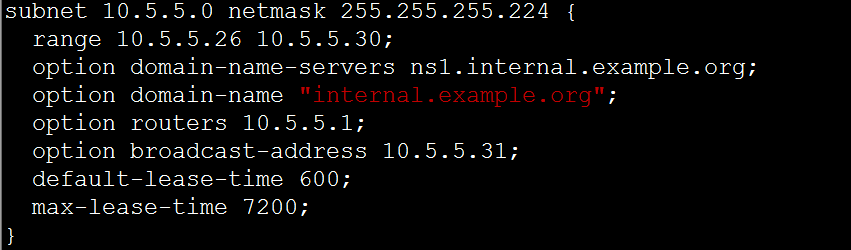 subnet 10.5.5.0 netmask 255.255.255.224 {
  range 10.5.5.26 10.5.5.30;
  option domain-name-servers ns1.internal.example.org;
  option domain-name "internal.example.org";
  option routers 10.5.5.1;
  option broadcast-address 10.5.5.31;
  default-lease-time 600;
  max-lease-time 7200;
}